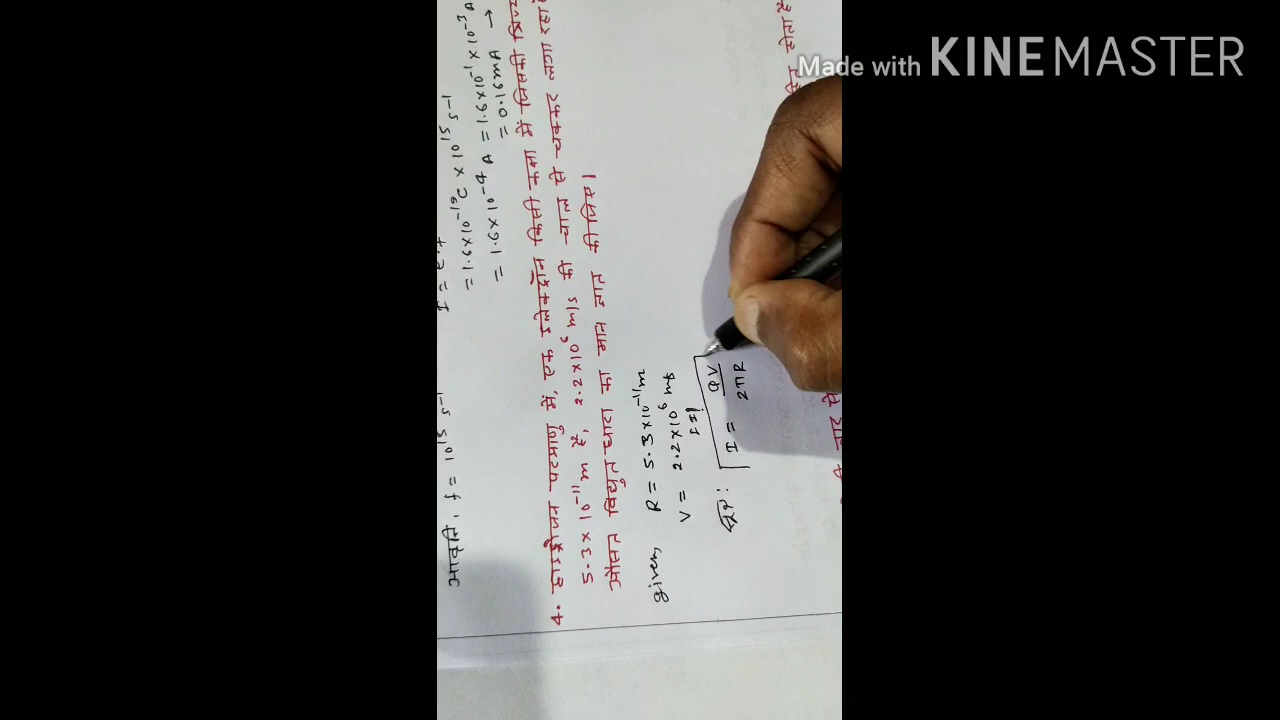 Made with KINEMASTER
आवृत्ति, f = 10¹⁵ s⁻¹
= 1.6×10⁻¹⁹C × 10¹⁵ s⁻¹
= 1.6×10⁻⁴ A = 1.6×10⁻¹×10⁻³A
= 0.16mA →
4. हाइड्रोजन परमाणु में, एक इलेक्ट्रॉन किसी कक्षा में जिसकी
5.3×10⁻¹¹ m है, 2.2×10⁶ m/s की चाल से चक्कर लगा रहा
औसत विद्युत धारा का मान ज्ञात कीजिए।
given, R = 5.3×10⁻¹¹m
V = 2.2×10⁶ m/s
सूत्र: I = QV/2πR
होता है